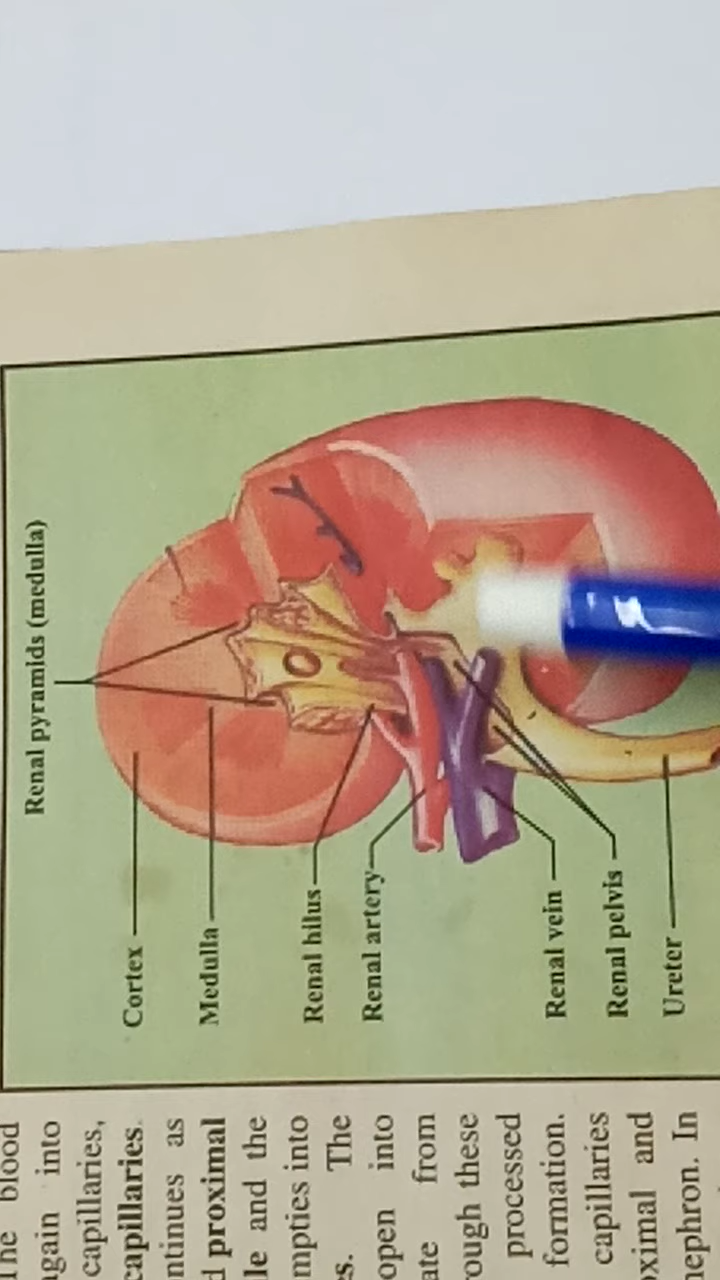 The blood
gain into
capillaries,
capillaries.
ntinues as
d proximal
le and the
mpties into
s. The
open into
ate from
ough these
processed
formation.
capillaries
ximal and
nephron. In
Renal pyramids (medulla)
Cortex
Medulla
Renal hilus
Renal artery
Renal vein
Renal pelvis
Ureter